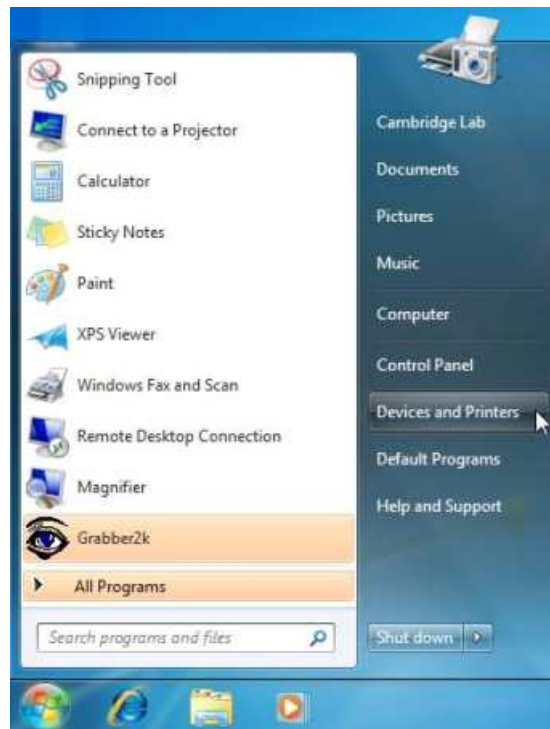 Snipping Tool
Connect to a Projector
Calculator
Sticky Notes
Paint
XPS Viewer
Windows Fax and Scan
Remote Desktop Connection
Magnifier
Grabber2k
All Programs
Search programs and files
Cambridge Lab
Documents
Pictures
Music
Computer
Control Panel
Devices and Printers
Default Programs
Help and Support
Shut down